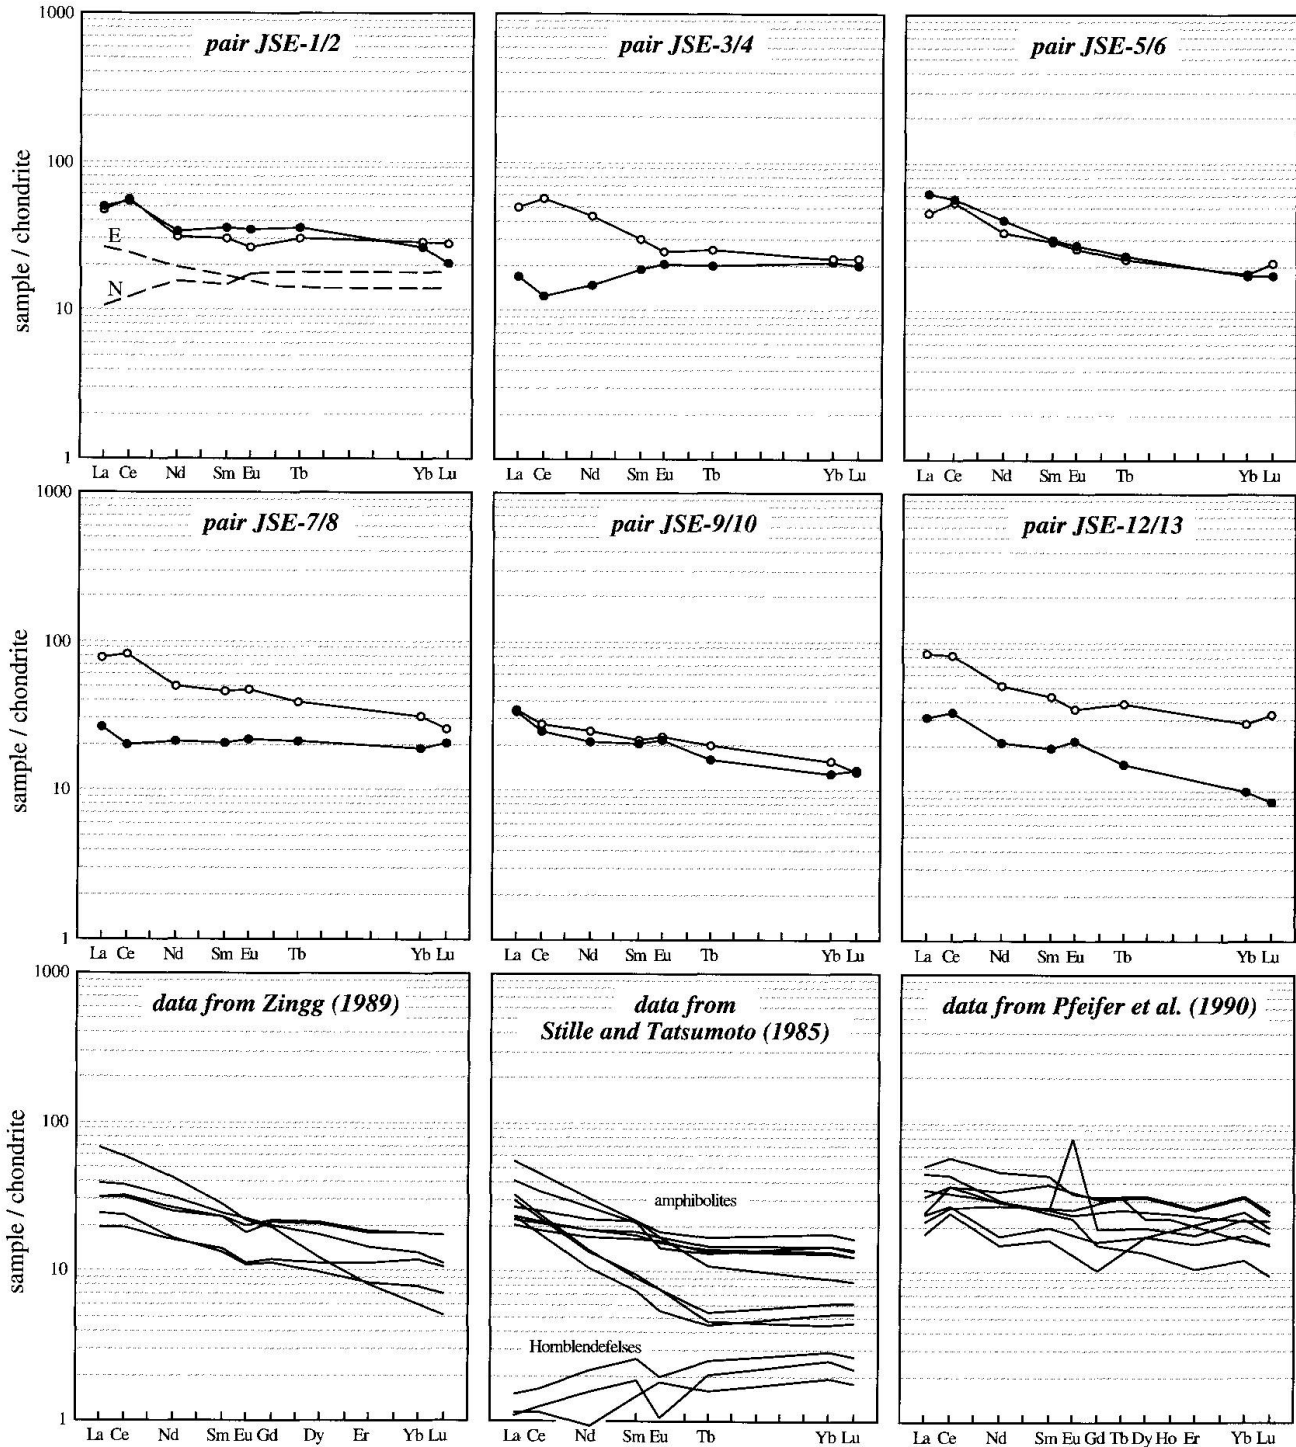 1000
pair JSE-1/2
pair JSE-3/4
pair JSE-5/6
100
E
N
10
1
sample / chondrite
La Ce Nd Sm Eu Tb Yb Lu
La Ce Nd Sm Eu Tb Yb Lu
La Ce Nd Sm Eu Tb Yb Lu
1000
pair JSE-7/8
pair JSE-9/10
pair JSE-12/13
100
10
1
sample / chondrite
La Ce Nd Sm Eu Tb Yb Lu
La Ce Nd Sm Eu Tb Yb Lu
La Ce Nd Sm Eu Tb Yb Lu
1000
data from Zingg (1989)
data from
Stille and Tatsumoto (1985)
data from Pfeifer et al. (1990)
100
amphibolites
10
Hornblendefelses
1
sample / chondrite
La Ce Nd Sm Eu Gd Dy Er Yb Lu
La Ce Nd Sm Eu Tb Yb Lu
La Ce Nd Sm Eu Gd Tb Dy Ho Er Yb Lu